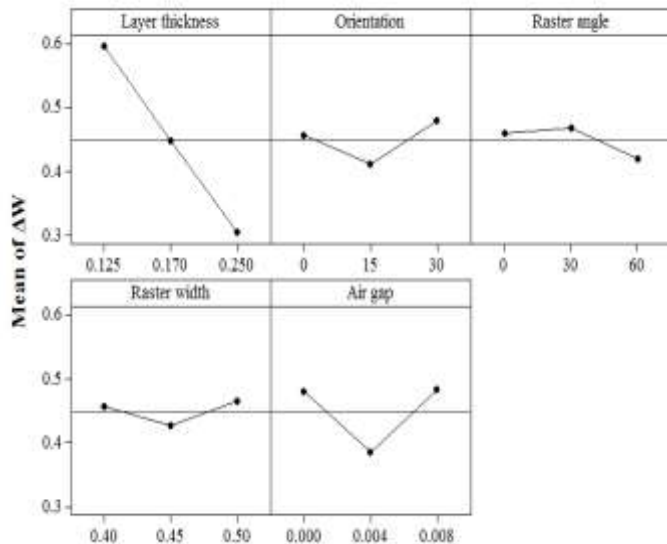 Layer thickness Orientation Raster angle
0.6
0.5
0.4
0.3
0.125 0.170 0.250 0 15 30 0 30 60
Mean of ΔW
Raster width Air gap
0.6
0.5
0.4
0.3
0.40 0.45 0.50 0.000 0.004 0.008